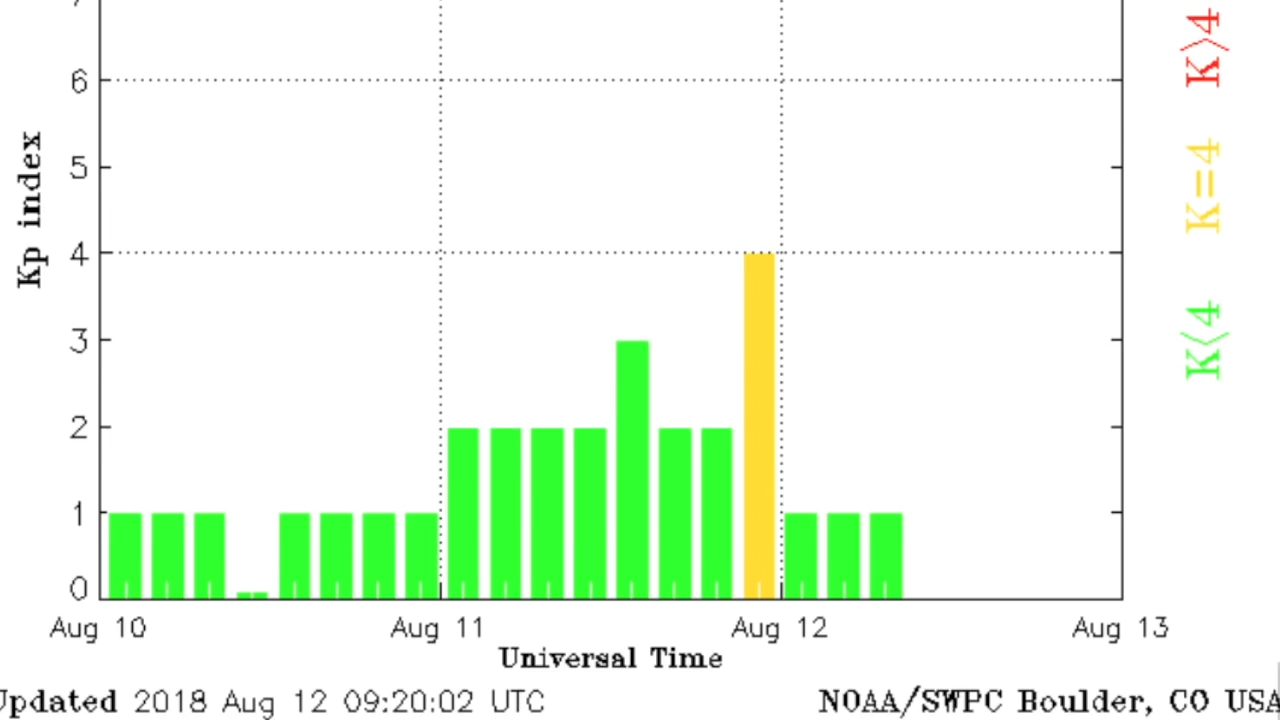 7
6
5
4
3
2
1
0
Kp index
K>4
K=4
K<4
Aug 10 Aug 11 Aug 12 Aug 13
Universal Time
Updated 2018 Aug 12 09:20:02 UTC NOAA/SWPC Boulder, CO USA